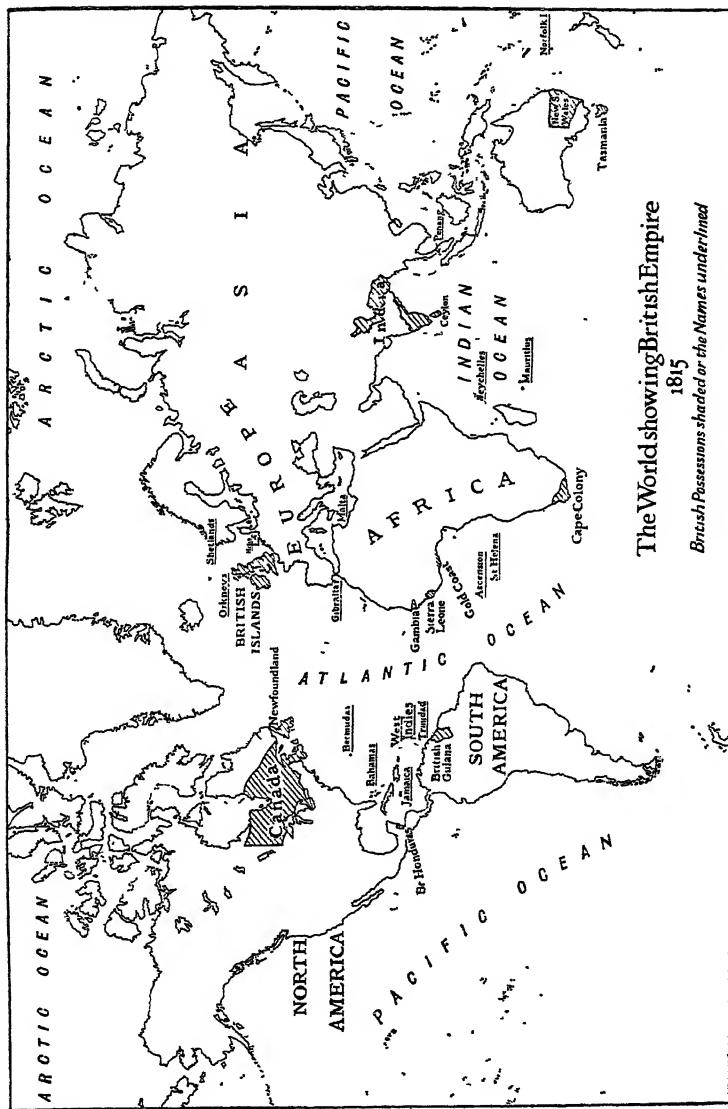 ARCTIC OCEAN
ARCTIC OCEAN
NORTH
AMERICA
Canada
Newfoundland
Bermudas
Bahamas
West
Indies
Jamaica
Trinidad
Br Honduras
British
Guiana
SOUTH
AMERICA
PACIFIC OCEAN
ATLANTIC OCEAN
Shetlands
Orkneys
BRITISH
ISLANDS
EUROPE
ASIA
Gibraltar
Malta
AFRICA
Gambia
Sierra
Leone
Gold Coast
Ascension
St Helena
Cape Colony
India
Ceylon
Penang
INDIAN
OCEAN
Seychelles
Mauritius
PACIFIC
OCEAN
New S.
Wales
Tasmania
Norfolk I
The World showing British Empire
1815
British Possessions shaded or the Names underlined